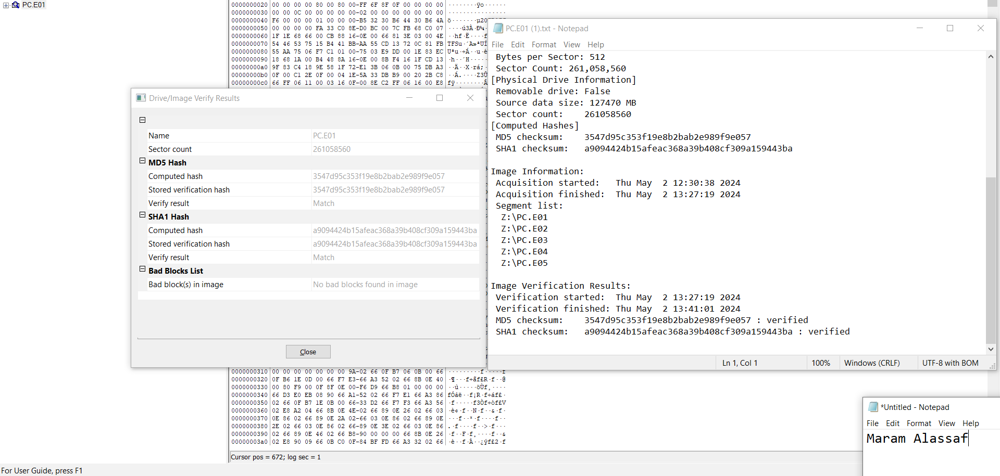 PC.E01
0000000020 00 00 00 00 80 00 80 00-FF 6F 8F 0F 00 00 00 00 ········ÿo······
0000000030 00 00 0C 00 00 00 00 00-02 00 00 00 00 00 00 00 ················
0000000040 F6 00 00 00 01 00 00 00-B5 32 30 B6 44 30 B6 4A
0000000050 00 00 00 00 FA 33 C0 8E-D0 BC 00 7C FB 68 C0 07
0000000060 1F 1E 68 66 00 CB 88 16-0E 00 66 81 3E 03 00 4E
0000000070 54 46 53 75 15 B4 41 BB-AA 55 CD 13 72 0C 81 FB
0000000080 55 AA 75 06 F7 C1 01 00-75 03 E9 DD 00 1E 83 EC
0000000090 18 68 1A 00 B4 48 8A 16-0E 00 8B F4 16 1F CD 13
00000000a0 9F 83 C4 18 9E 58 1F 72-E1 3B 06 0B 00 75 DB A3
00000000b0 0F 00 C1 2E 0F 00 04 1E-5A 33 DB B9 00 20 2B C8
00000000c0 66 FF 06 11 00 03 16 0F-00 8E C2 FF 06 16 00 E8
Drive/Image Verify Results
Name PC.E01
Sector count 261058560
MD5 Hash
Computed hash 3547d95c353f19e8b2bab2e989f9e057
Stored verification hash 3547d95c353f19e8b2bab2e989f9e057
Verify result Match
SHA1 Hash
Computed hash a9094424b15afeac368a39b408cf309a159443ba
Stored verification hash a9094424b15afeac368a39b408cf309a159443ba
Verify result Match
Bad Blocks List
Bad block(s) in image No bad blocks found in image
Close
PC.E01 (1).txt - Notepad
File Edit Format View Help
Bytes per Sector: 512
Sector Count: 261,058,560
[Physical Drive Information]
Removable drive: False
Source data size: 127470 MB
Sector count: 261058560
[Computed Hashes]
MD5 checksum: 3547d95c353f19e8b2bab2e989f9e057
SHA1 checksum: a9094424b15afeac368a39b408cf309a159443ba
Image Information:
Acquisition started: Thu May 2 12:30:38 2024
Acquisition finished: Thu May 2 13:27:19 2024
Segment list:
Z:\PC.E01
Z:\PC.E02
Z:\PC.E03
Z:\PC.E04
Z:\PC.E05
Image Verification Results:
Verification started: Thu May 2 13:27:19 2024
Verification finished: Thu May 2 13:41:01 2024
MD5 checksum: 3547d95c353f19e8b2bab2e989f9e057 : verified
SHA1 checksum: a9094424b15afeac368a39b408cf309a159443ba : verified
Ln 1, Col 1 100% Windows (CRLF) UTF-8 with BOM
0000000310 00 00 00 00 00 00 00 9A-02 66 0F B7 06 0B 00 66
0000000320 0F B6 1E 0D 00 66 F7 E3-66 A3 52 02 66 8B 0E 40
0000000330 00 80 F9 00 0F 8F 0E 00-F6 D9 66 B8 01 00 00 00
0000000340 66 D3 E0 EB 08 90 66 A1-52 02 66 F7 E1 66 A3 86
0000000350 02 66 0F B7 1E 0B 00 66-33 D2 66 F7 F3 66 A3 56
0000000360 02 E8 A2 04 66 8B 0E 4E-02 66 89 0E 26 02 66 03
0000000370 0E 86 02 66 89 0E 2A 02-66 03 0E 86 02 66 89 0E
0000000380 2E 02 66 03 0E 86 02 66-89 0E 3E 02 66 03 0E 86
0000000390 02 66 89 0E 46 02 66 B8-90 00 00 00 66 8B 0E 26
00000003a0 02 E8 90 09 66 0B C0 0F-84 BF FD 66 A3 32 02 66
Cursor pos = 672; log sec = 1
*Untitled - Notepad
File Edit Format View Help
Maram Alassaf
For User Guide, press F1